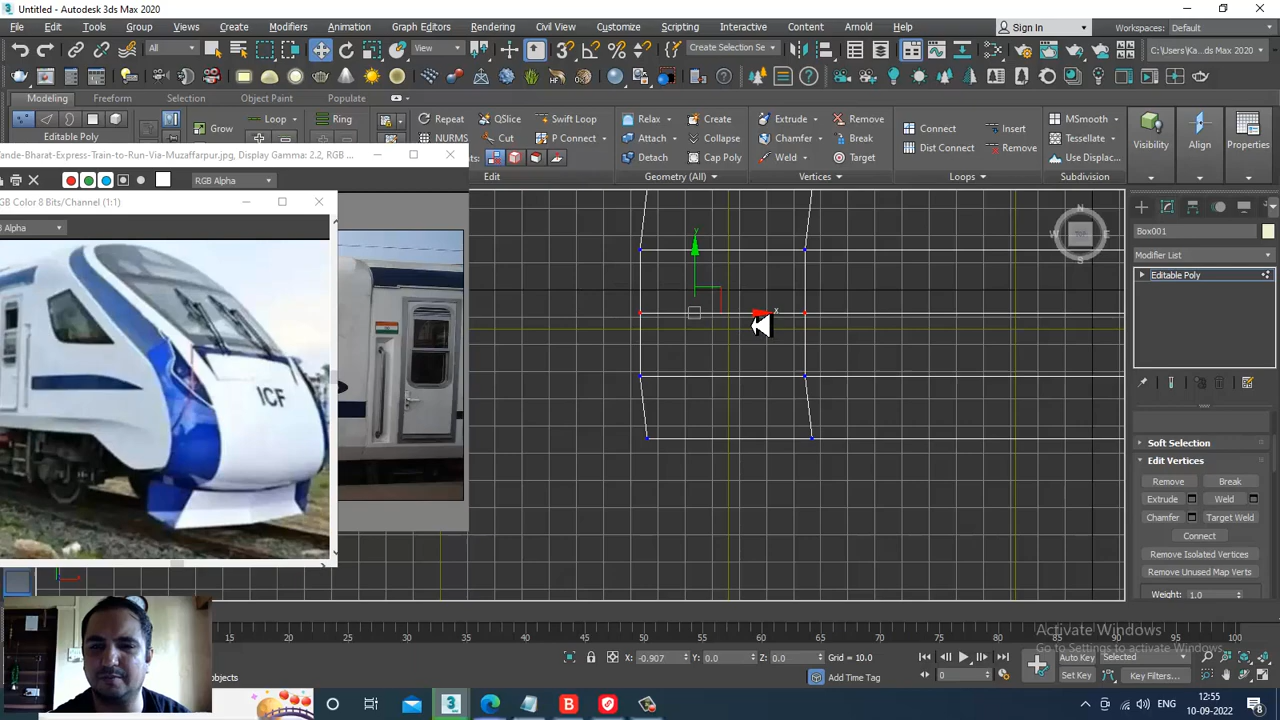 Untitled - Autodesk 3ds Max 2020
File Edit Tools Group Views Create Modifiers Animation Graph Editors Rendering Civil View Customize Scripting Interactive Content Arnold Help
Sign In
Workspaces: Default
All
View
Create Selection Se
C:\Ka...ds Max 2020
Modeling Freeform Selection Object Paint Populate
Grow
Loop
Ring
Repeat
QSlice
Swift Loop
Relax
Create
Extrude
Remove
Connect
Insert
MSmooth
Editable Poly
NURMS
Cut
P Connect
Attach
Collapse
Chamfer
Break
Dist Connect
Remove
Tessellate
Detach
Cap Poly
Weld
Target
Use Displac...
Visibility
Align
Properties
Edit
Geometry (All)
Vertices
Loops
Subdivision
ande-Bharat-Express-Train-to-Run-Via-Muzaffarpur.jpg, Display Gamma: 2.2, RGB ...
RGB Alpha
GB Color 8 Bits/Channel (1:1)
B Alpha
ICF
y
x
N
W
E
S
Box001
Modifier List
Editable Poly
Soft Selection
Edit Vertices
Remove
Break
Extrude
Weld
Chamfer
Target Weld
Connect
Remove Isolated Vertices
Remove Unused Map Verts
Weight: 1.0
15 20 25 30 35 40 45 50 55 60 65 70 75 80 85 90 95 100
Activate Windows
Go to Settings to activate Windows.
objects
X: -0.907
Y: 0.0
Z: 0.0
Grid = 10.0
Add Time Tag
0
Auto Key
Selected
Set Key
Key Filters...
ENG
12:55
10-09-2022
8